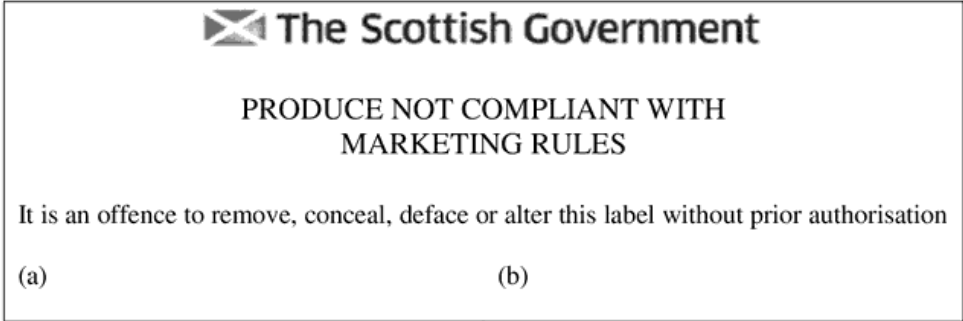 The Scottish Government
PRODUCE NOT COMPLIANT WITH
MARKETING RULES
It is an offence to remove, conceal, deface or alter this label without prior authorisation
(a) (b)